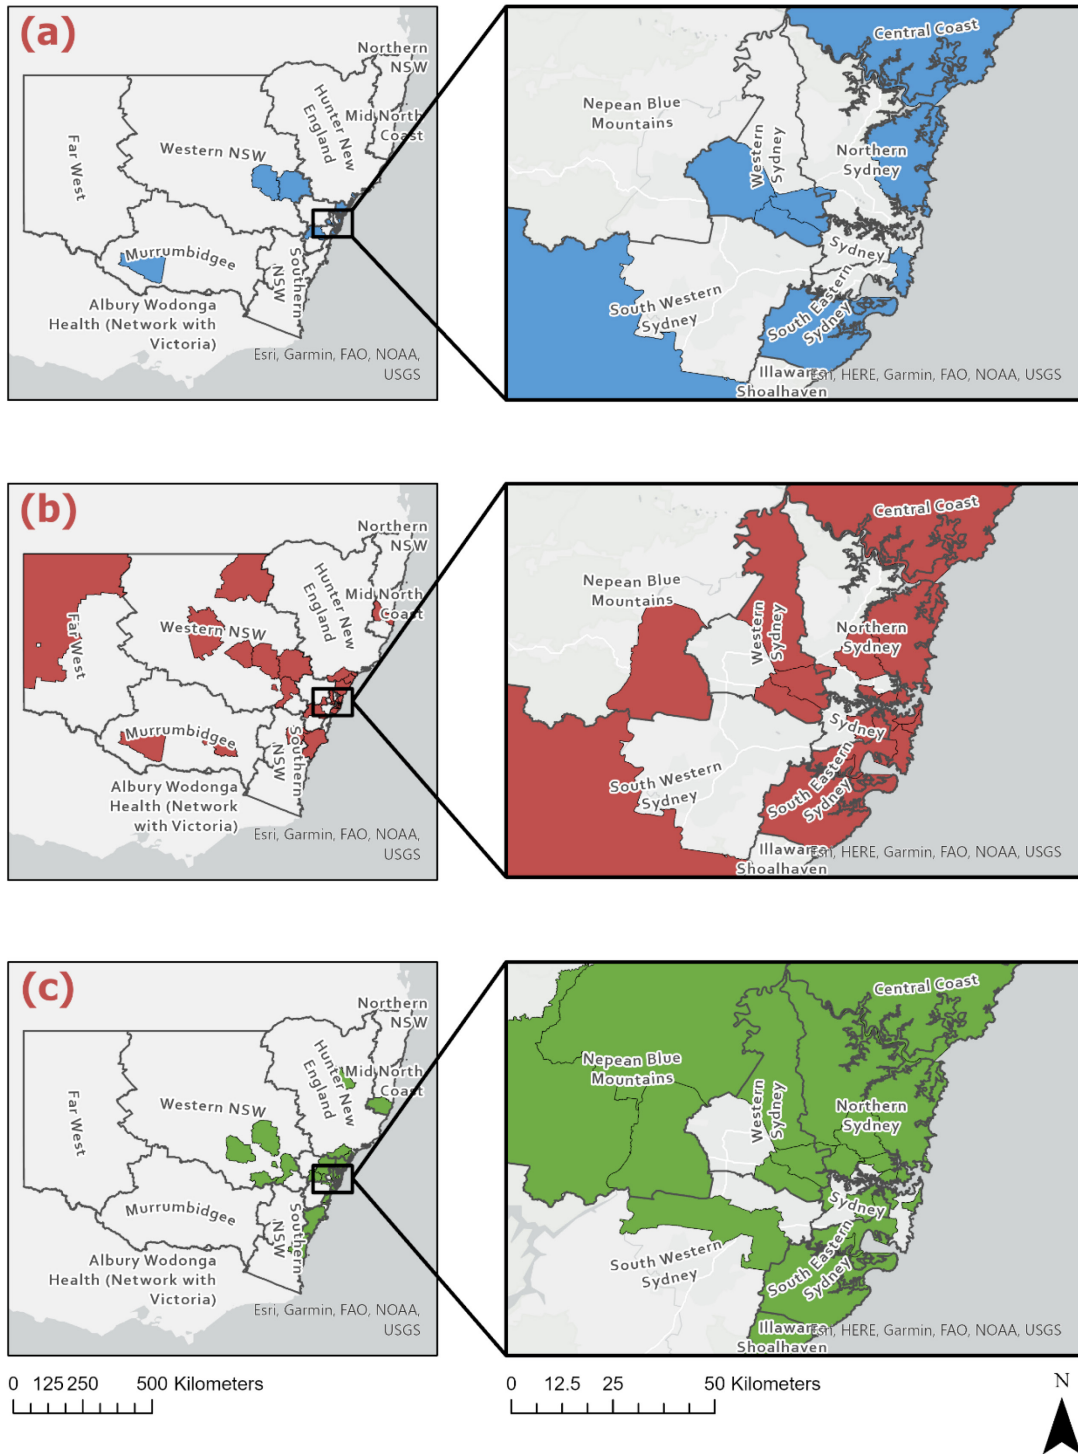 (a)
Northern
NSW
Hunter New
England
Mid North
Coast
Far West
Western NSW
Murrumbidgee
Southern
NSW
Albury Wodonga
Health (Network with
Victoria)
Esri, Garmin, FAO, NOAA,
USGS
Central Coast
Nepean Blue
Mountains
Western
Sydney
Northern
Sydney
Sydney
South Western
Sydney
South Eastern
Sydney
Illawarra
Shoalhaven
Esri, HERE, Garmin, FAO, NOAA, USGS
(b)
Northern
NSW
Hunter New
England
Mid North
Coast
Far West
Western NSW
Murrumbidgee
Southern
NSW
Albury Wodonga
Health (Network
with Victoria)
Esri, Garmin, FAO, NOAA,
USGS
Central Coast
Nepean Blue
Mountains
Western
Sydney
Northern
Sydney
Sydney
South Western
Sydney
South Eastern
Sydney
Illawarra
Shoalhaven
Esri, HERE, Garmin, FAO, NOAA, USGS
(c)
Northern
NSW
Hunter New
England
Mid North
Coast
Far West
Western NSW
Murrumbidgee
Southern
NSW
Albury Wodonga
Health (Network with
Victoria)
Esri, Garmin, FAO, NOAA,
USGS
Central Coast
Nepean Blue
Mountains
Western
Sydney
Northern
Sydney
Sydney
South Western
Sydney
South Eastern
Sydney
Illawarra
Shoalhaven
Esri, HERE, Garmin, FAO, NOAA, USGS
0 125 250 500 Kilometers
0 12.5 25 50 Kilometers
N